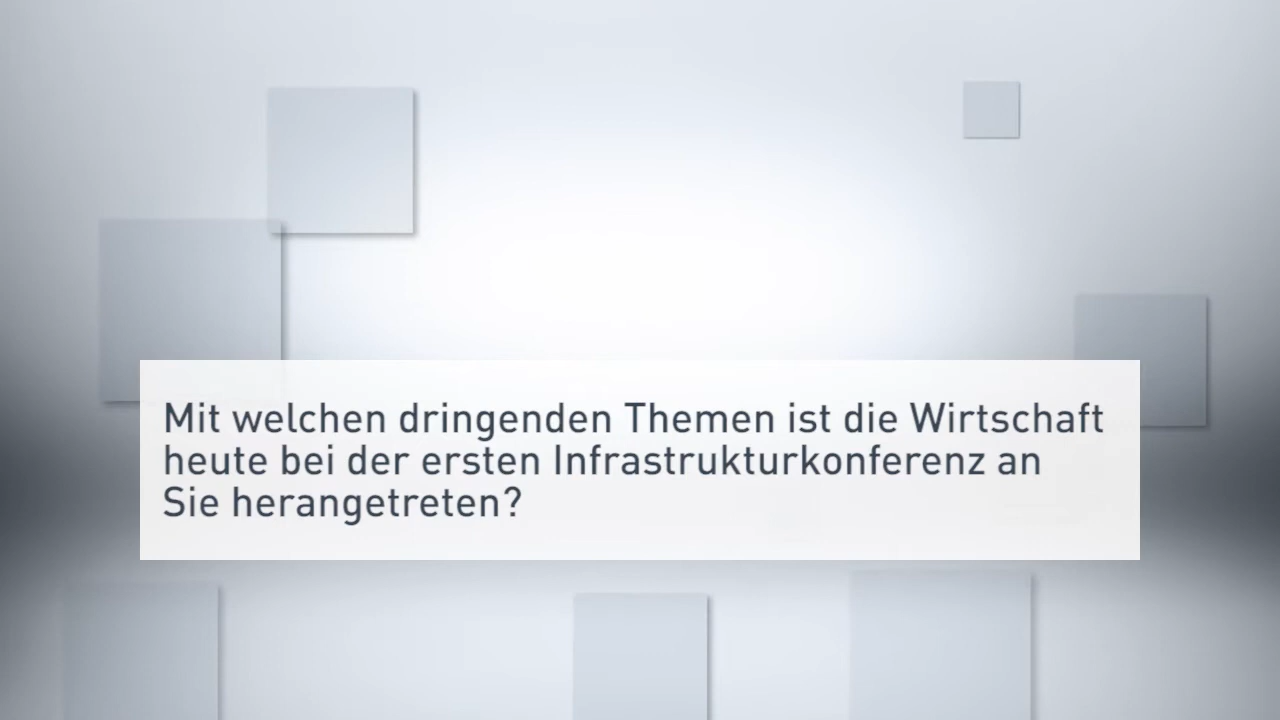 Mit welchen dringenden Themen ist die Wirtschaft
heute bei der ersten Infrastrukturkonferenz an
Sie herangetreten?